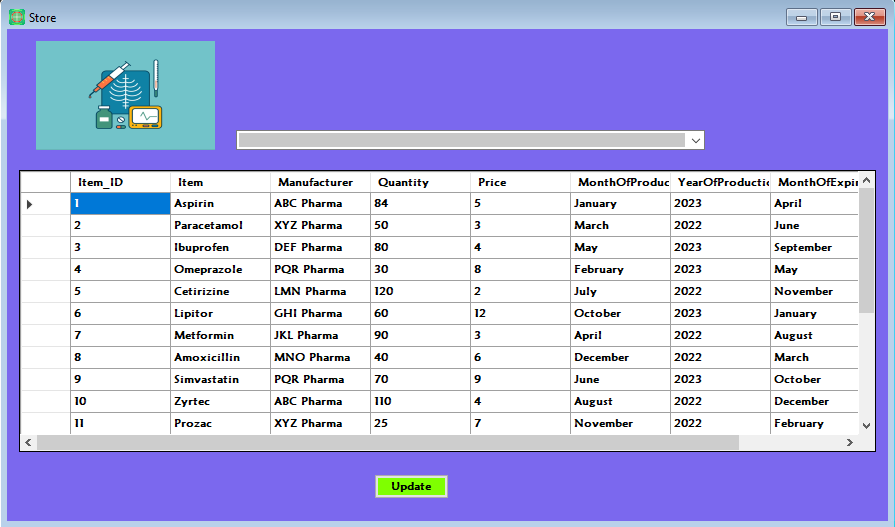 Store
Item_ID Item Manufacturer Quantity Price MonthOfProduc YearOfProductic MonthOfExpi
1 Aspirin ABC Pharma 84 5 January 2023 April
2 Paracetamol XYZ Pharma 50 3 March 2022 June
3 Ibuprofen DEF Pharma 80 4 May 2023 September
4 Omeprazole PQR Pharma 30 8 February 2023 May
5 Cetirizine LMN Pharma 120 2 July 2022 November
6 Lipitor GHI Pharma 60 12 October 2023 January
7 Metformin JKL Pharma 90 3 April 2022 August
8 Amoxicillin MNO Pharma 40 6 December 2022 March
9 Simvastatin PQR Pharma 70 9 June 2023 October
10 Zyrtec ABC Pharma 110 4 August 2022 December
11 Prozac XYZ Pharma 25 7 November 2022 February
Update